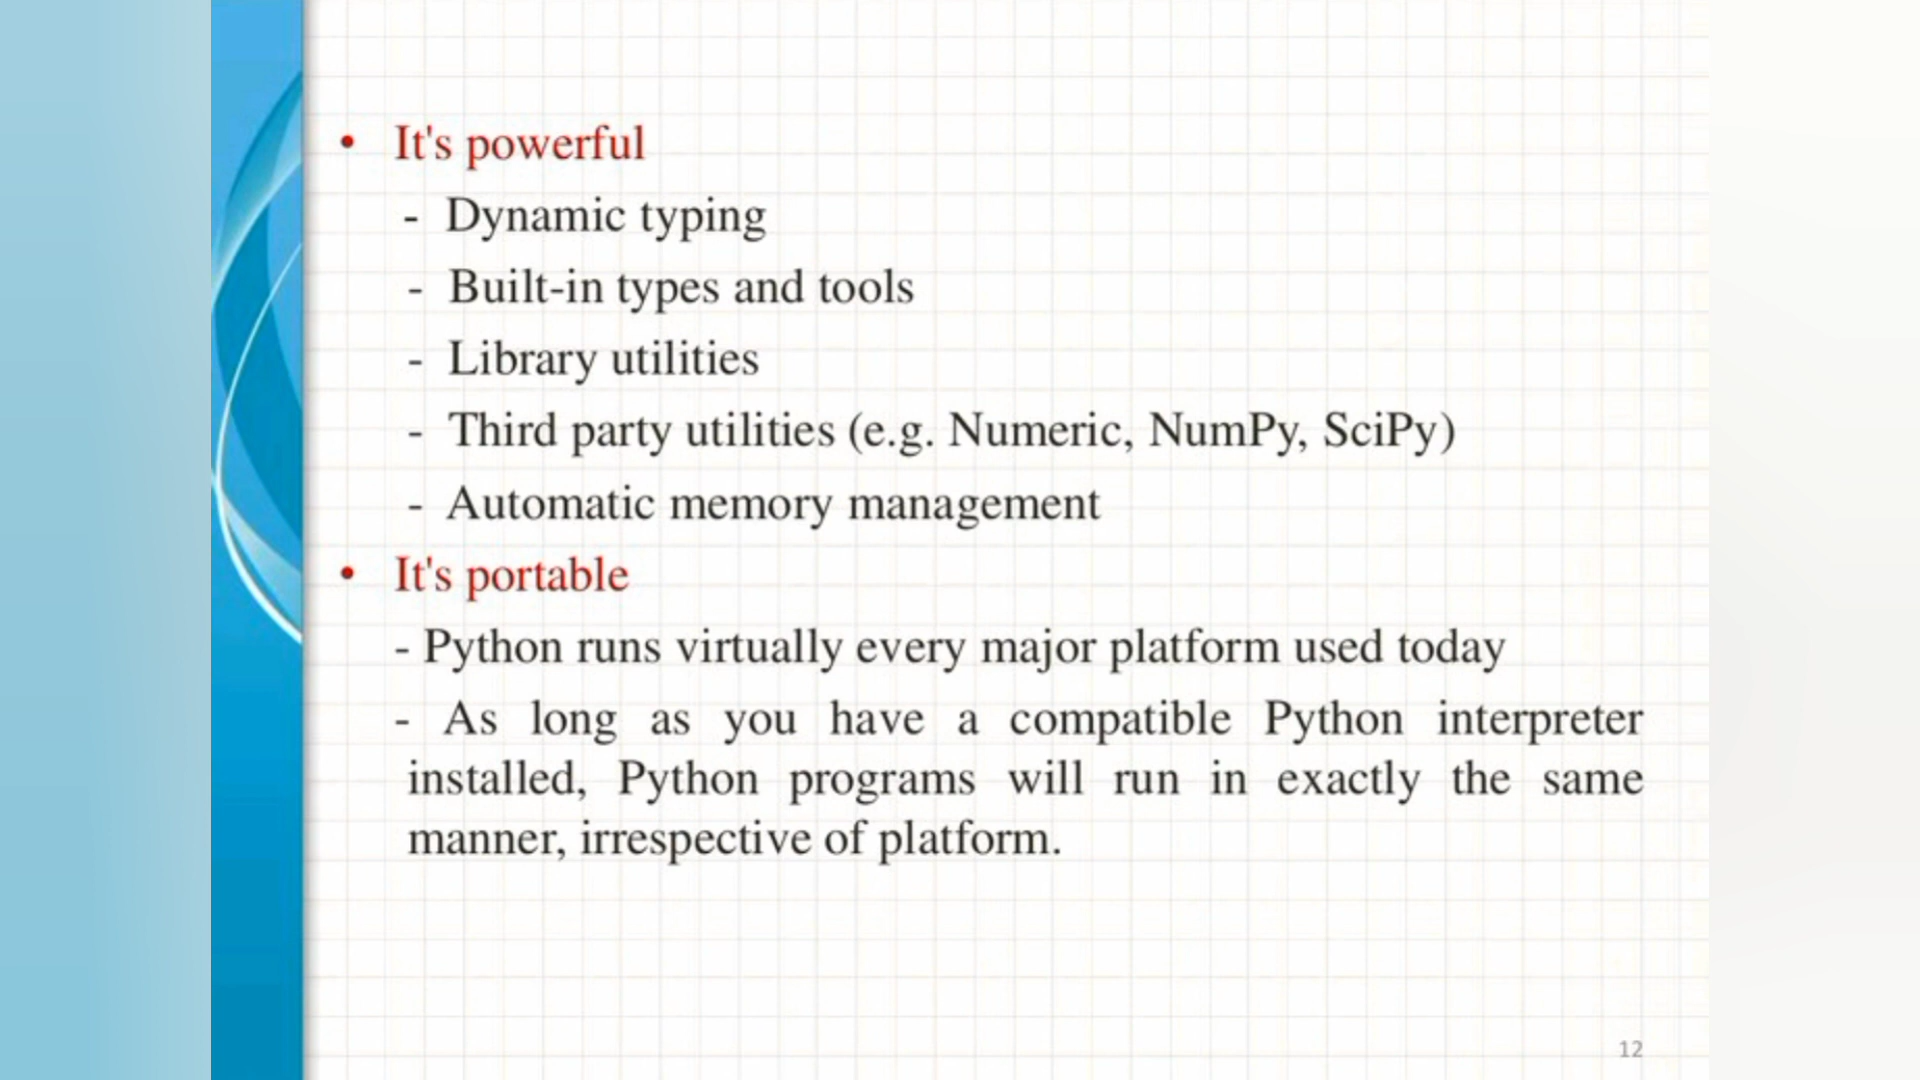 • It's powerful
- Dynamic typing
- Built-in types and tools
- Library utilities
- Third party utilities (e.g. Numeric, NumPy, SciPy)
- Automatic memory management
• It's portable
- Python runs virtually every major platform used today
- As long as you have a compatible Python interpreter
installed, Python programs will run in exactly the same
manner, irrespective of platform.
12